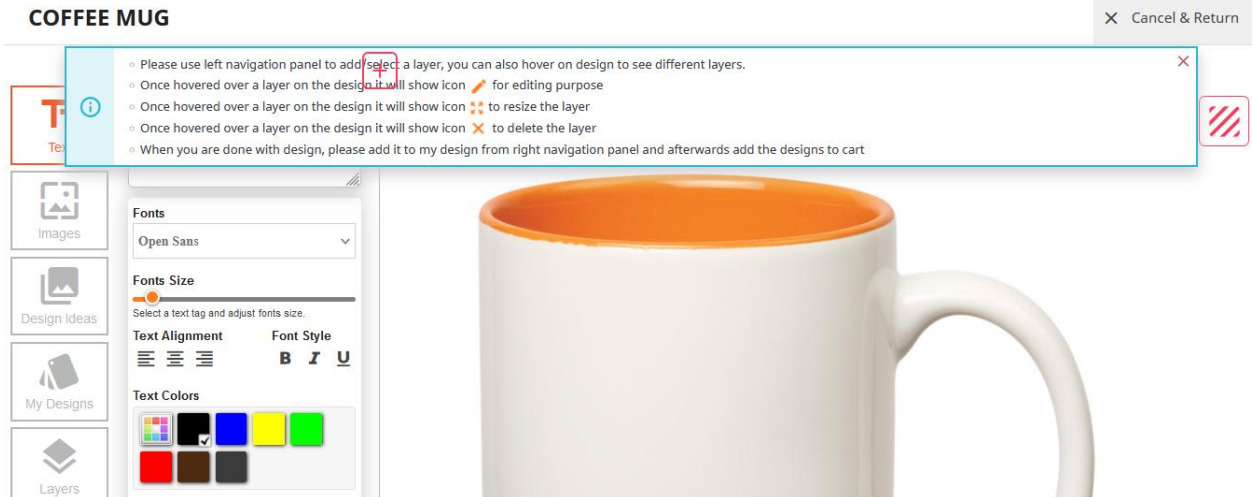 COFFEE MUG
Cancel & Return
Please use left navigation panel to add/select a layer, you can also hover on design to see different layers.
Once hovered over a layer on the design it will show icon for editing purpose
Once hovered over a layer on the design it will show icon to resize the layer
Once hovered over a layer on the design it will show icon to delete the layer
When you are done with design, please add it to my design from right navigation panel and afterwards add the designs to cart
Images
Design Ideas
My Designs
Layers
Fonts
Open Sans
Fonts Size
Select a text tag and adjust fonts size.
Text Alignment
Font Style
B I U
Text Colors